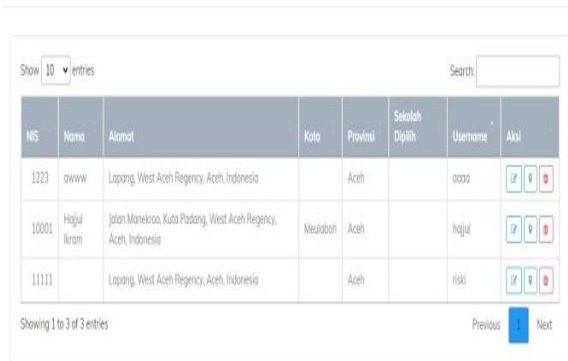 Show 10 entries Search:
NIS Nama Alamat Kota Provinsi Sekolah Dipilih Username Aksi
1223 awww Lapang, West Aceh Regency, Aceh, Indonesia Aceh aaaa
10001 Hajjul Ikram Jalan Manekroo, Kuta Padang, West Aceh Regency, Aceh, Indonesia Meulaboh Aceh hajjul
11111 Lapang, West Aceh Regency, Aceh, Indonesia Aceh riski
Showing 1 to 3 of 3 entries Previous 1 Next